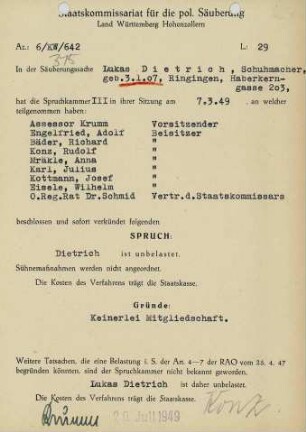 Staatskommissariat für die pol. Säuberung
Land Württemberg Hohenzollern
Az.: 6/KW/642 L: 29
315
In der Säuberungssache Lukas Dietrich, Schuhmacher,
geb.3.1.07, Ringingen, Haberkern-
gasse 203,
hat die Spruchkammer III in ihrer Sitzung am 7.3.49 , an welcher
teilgenommen haben:
Assessor Krumm Vorsitzender
Engelfried, Adolf Beisitzer
Bäder, Richard "
Konz, Rudolf "
Mräkle, Anna "
Karl, Julius "
Kottmann, Josef "
Eisele, Wilhelm "
O.Reg.Rat Dr.Schmid Vertr.d.Staatskommissars
beschlossen und sofort verkündet folgenden
SPRUCH:
Dietrich ist unbelastet.
Sühnemaßnahmen werden nicht angeordnet.
Die Kosten des Verfahrens trägt die Staatskasse.
Gründe:
Keinerlei Mitgliedschaft.
Weitere Tatsachen, die eine Belastung i. S. der Art. 4–7 der RAO vom 38. 4. 47
begründen könnten, sind der Spruchkammer nicht bekannt geworden.
Lukas Dietrich ist daher unbelastet.
Die Kosten des Verfahrens trägt die Staatskasse.
Krumm 20. Juli 1949 Konz